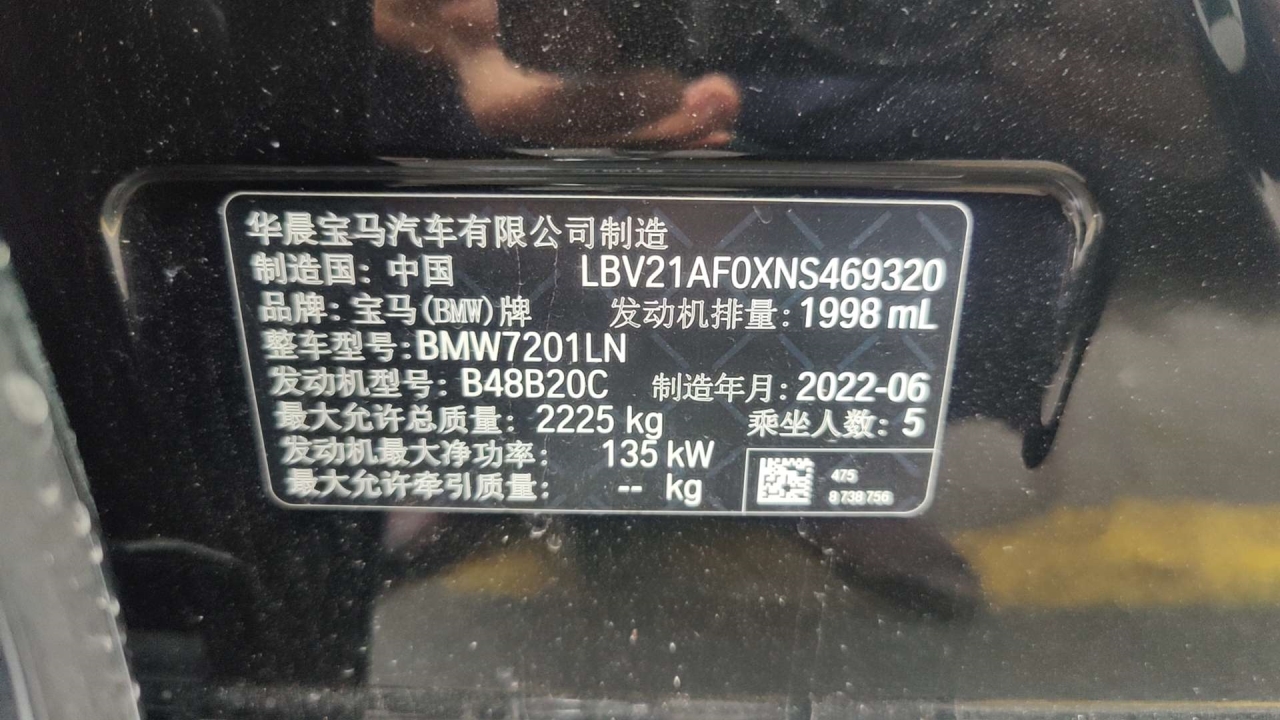 华晨宝马汽车有限公司制造
制造国：中国 LBV21AF0XNS469320
品牌：宝马(BMW)牌 发动机排量：1998 mL
整车型号：BMW7201LN
发动机型号：B48B20C 制造年月：2022-06
最大允许总质量：2225 kg 乘坐人数：5
发动机最大净功率：135 kW
最大允许牵引质量：-- kg
475
8 738 756